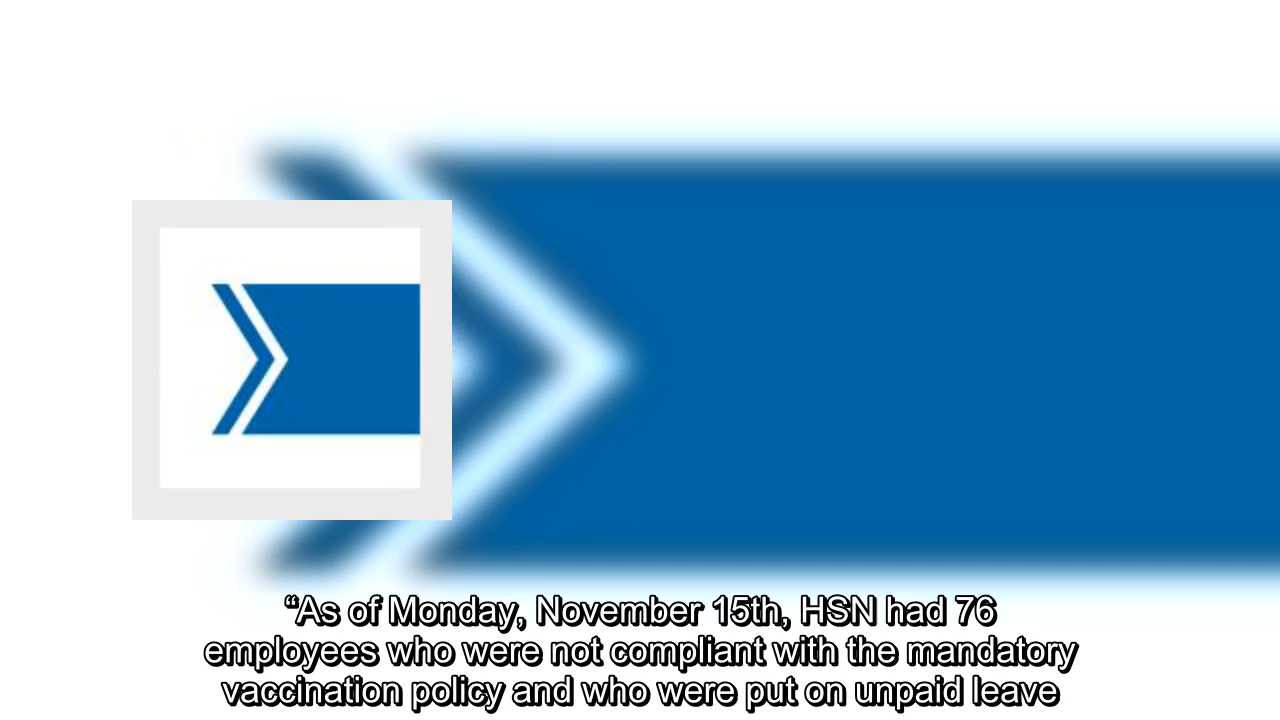 “As of Monday, November 15th, HSN had 76
employees who were not compliant with the mandatory
vaccination policy and who were put on unpaid leave